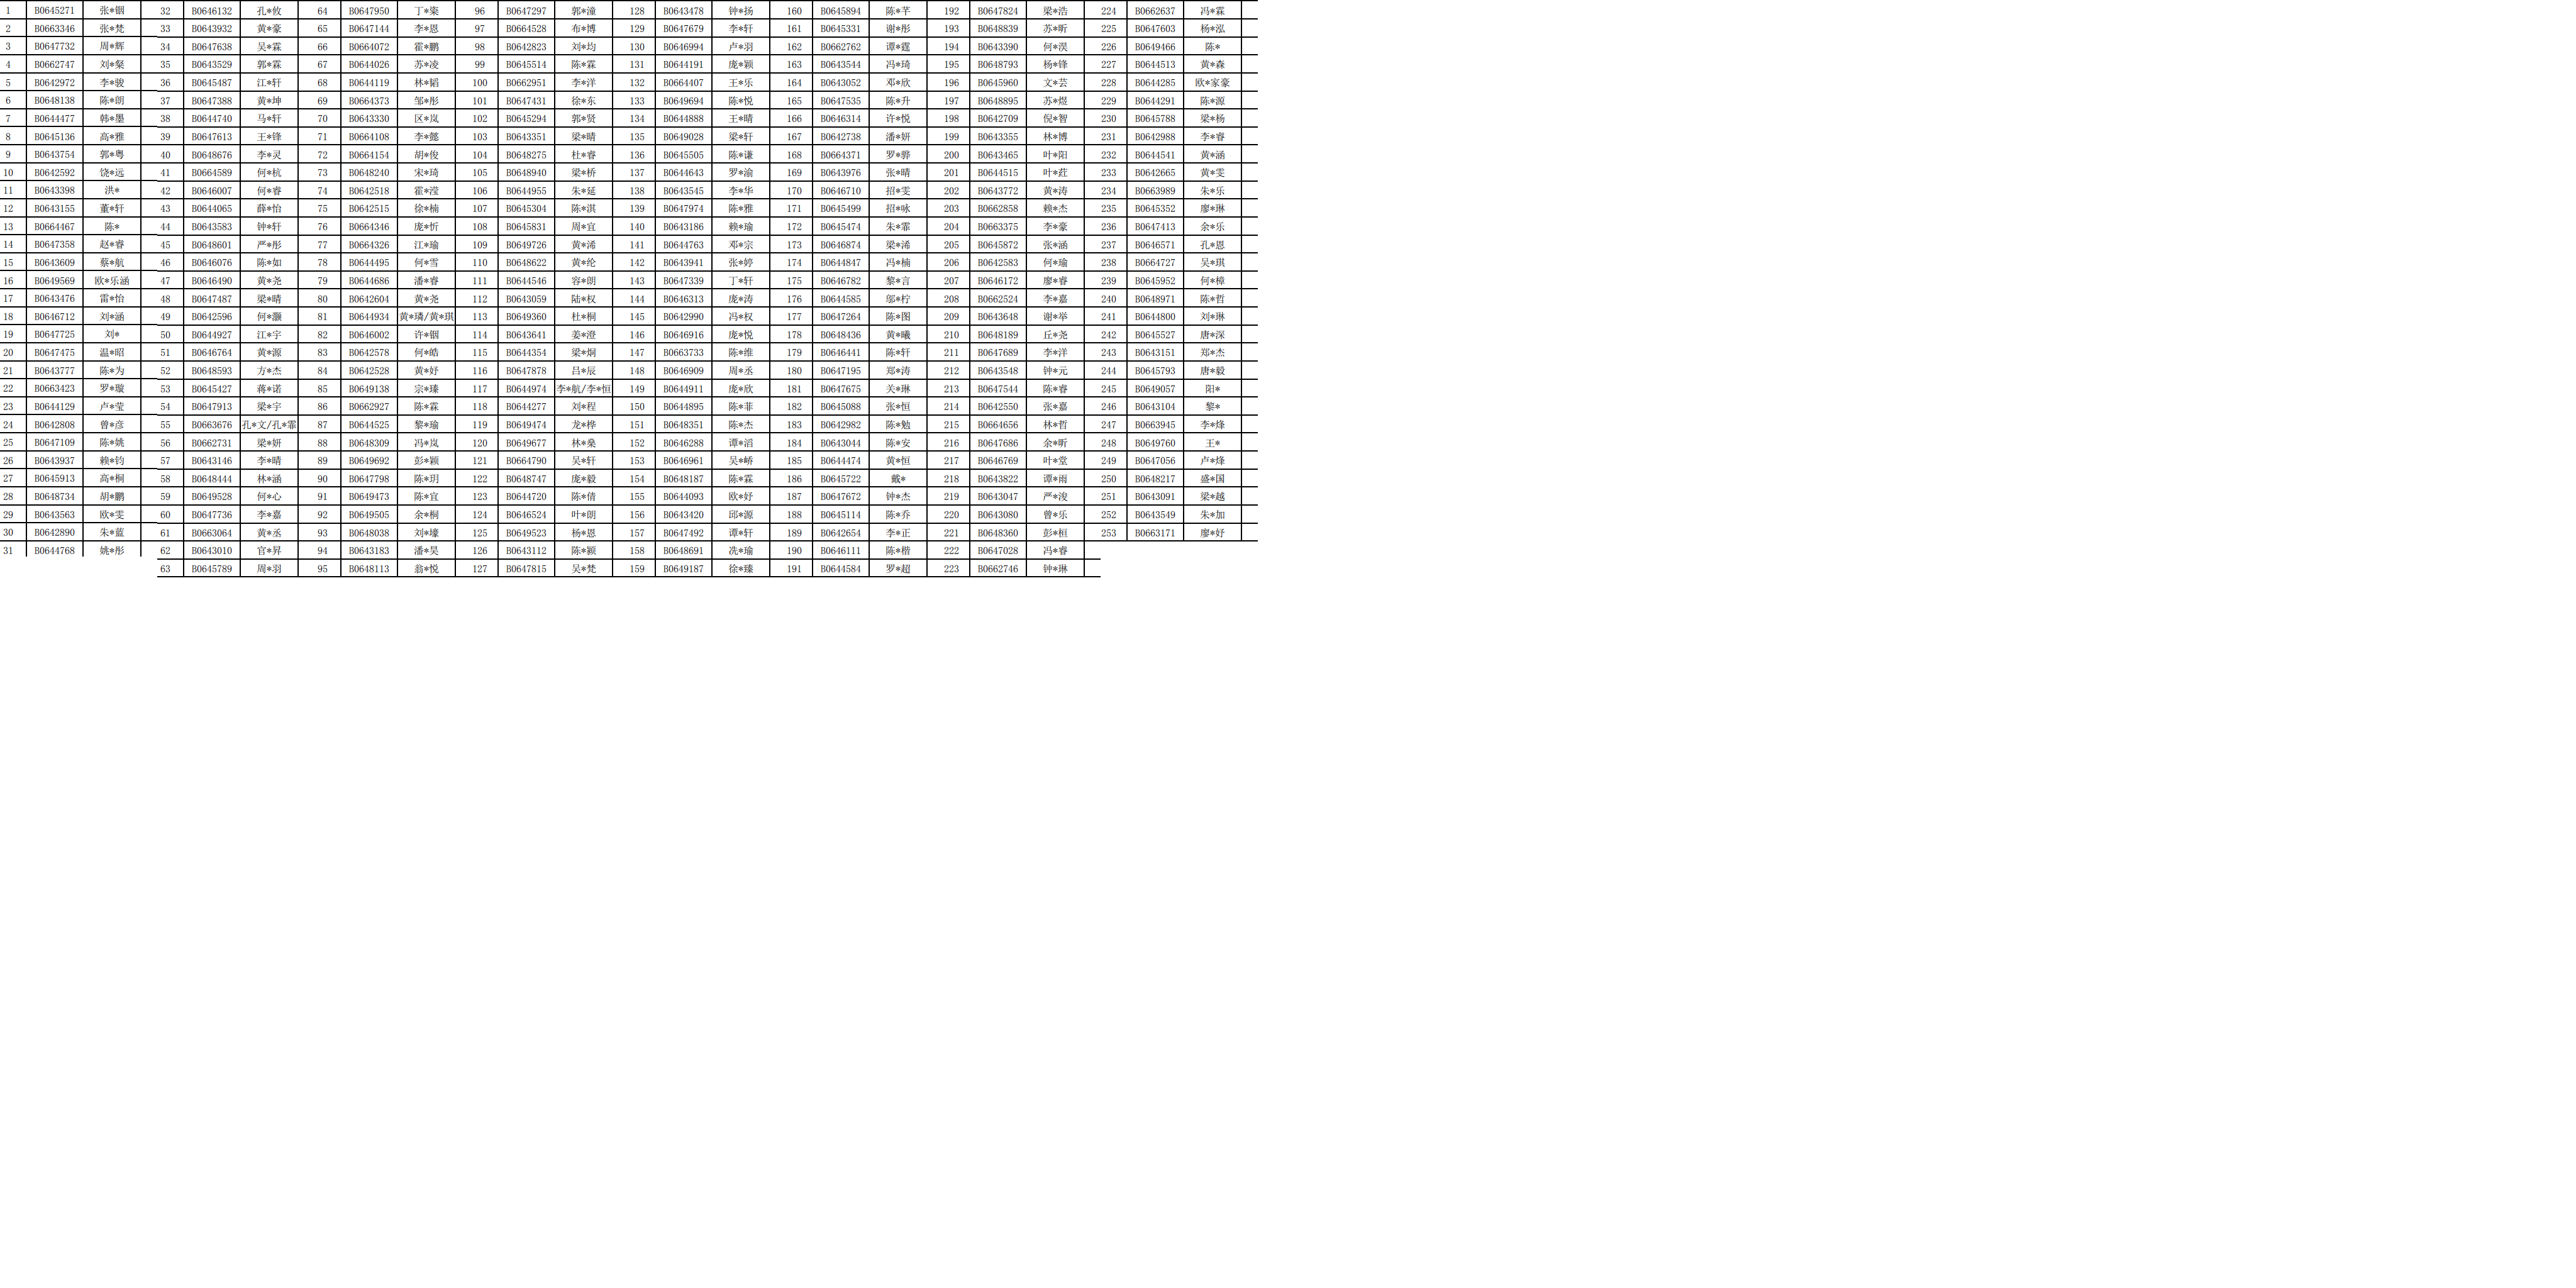 1 B0645271 张*铟
2 B0663346 张*梵
3 B0647732 周*辉
4 B0662747 刘*粲
5 B0642972 李*骏
6 B0648138 陈*朗
7 B0644477 韩*墨
8 B0645136 高*雅
9 B0643754 郭*粤
10 B0642592 饶*远
11 B0643398 洪*
12 B0643155 董*轩
13 B0664467 陈*
14 B0647358 赵*睿
15 B0643609 蔡*航
16 B0649569 欧*乐涵
17 B0643476 雷*怡
18 B0646712 刘*涵
19 B0647725 刘*
20 B0647475 温*昭
21 B0643777 陈*为
22 B0663423 罗*璇
23 B0644129 卢*莹
24 B0642808 曾*彦
25 B0647109 陈*姚
26 B0643937 赖*钧
27 B0645913 高*桐
28 B0648734 胡*鹏
29 B0643563 欧*雯
30 B0642890 朱*蓝
31 B0644768 姚*彤
32 B0646132 孔*攸
33 B0643932 黄*豪
34 B0647638 吴*霖
35 B0643529 郭*霖
36 B0645487 江*轩
37 B0647388 黄*坤
38 B0644740 马*轩
39 B0647613 王*锋
40 B0648676 李*灵
41 B0664589 何*杭
42 B0646007 何*睿
43 B0644065 薛*怡
44 B0643583 钟*轩
45 B0648601 严*彤
46 B0646076 陈*如
47 B0646490 黄*尧
48 B0647487 梁*晴
49 B0642596 何*灏
50 B0644927 江*宇
51 B0646764 黄*源
52 B0648593 方*杰
53 B0645427 蒋*诺
54 B0647913 梁*宇
55 B0663676 孔*文/孔*霏
56 B0662731 梁*妍
57 B0643146 李*晴
58 B0648444 林*涵
59 B0649528 何*心
60 B0647736 李*嘉
61 B0663064 黄*丞
62 B0643010 官*昇
63 B0645789 周*羽
64 B0647950 丁*窦
65 B0647144 李*恩
66 B0664072 霍*鹏
67 B0644026 苏*凌
68 B0644119 林*韬
69 B0664373 邹*彤
70 B0643330 区*岚
71 B0664108 李*懿
72 B0664154 胡*俊
73 B0648240 宋*琦
74 B0642518 霍*滢
75 B0642515 徐*楠
76 B0664346 庞*忻
77 B0664326 江*瑜
78 B0644495 何*雪
79 B0644686 潘*睿
80 B0642604 黄*尧
81 B0644934 黄*璘/黄*琪
82 B0646002 许*铟
83 B0642578 何*皓
84 B0642528 黄*妤
85 B0649138 宗*瑧
86 B0662927 陈*霖
87 B0644525 黎*瑜
88 B0648309 冯*岚
89 B0649692 彭*颖
90 B0647798 陈*玥
91 B0649473 陈*宜
92 B0649505 余*桐
93 B0648038 刘*壕
94 B0643183 潘*昊
95 B0648113 翁*悦
96 B0647297 郭*潼
97 B0664528 布*博
98 B0642823 刘*均
99 B0645514 陈*霖
100 B0662951 李*洋
101 B0647431 徐*东
102 B0645294 郭*贤
103 B0643351 梁*晴
104 B0648275 杜*睿
105 B0648940 梁*桥
106 B0644955 朱*延
107 B0645304 陈*淇
108 B0645831 周*宜
109 B0649726 黄*浠
110 B0648622 黄*纶
111 B0644546 容*朗
112 B0643059 陆*权
113 B0649360 杜*桐
114 B0643641 姜*澄
115 B0644354 梁*炯
116 B0647878 吕*辰
117 B0644974 李*航/李*恒
118 B0644277 刘*程
119 B0649474 龙*桦
120 B0649677 林*燊
121 B0664790 吴*轩
122 B0648747 庞*毅
123 B0644720 陈*倩
124 B0646524 叶*朗
125 B0649523 杨*恩
126 B0643112 陈*颖
127 B0647815 吴*梵
128 B0643478 钟*扬
129 B0647679 李*轩
130 B0646994 卢*羽
131 B0644191 庞*颖
132 B0664407 王*乐
133 B0649694 陈*悦
134 B0644888 王*晴
135 B0649028 梁*轩
136 B0645505 陈*谦
137 B0644643 罗*渝
138 B0643545 李*华
139 B0647974 陈*雅
140 B0643186 赖*瑜
141 B0644763 邓*宗
142 B0643941 张*婷
143 B0647339 丁*轩
144 B0646313 庞*涛
145 B0642990 冯*权
146 B0646916 庞*悦
147 B0663733 陈*维
148 B0646909 周*丞
149 B0644911 庞*欣
150 B0644895 陈*菲
151 B0648351 陈*杰
152 B0646288 谭*滔
153 B0646961 吴*峤
154 B0648187 陈*霖
155 B0644093 欧*妤
156 B0643420 邱*源
157 B0647492 谭*轩
158 B0648691 冼*瑜
159 B0649187 徐*臻
160 B0645894 陈*芊
161 B0645331 谢*彤
162 B0662762 谭*霆
163 B0643544 冯*琦
164 B0643052 邓*欣
165 B0647535 陈*升
166 B0646314 许*悦
167 B0642738 潘*妍
168 B0664371 罗*骅
169 B0643976 张*晴
170 B0646710 招*雯
171 B0645499 招*咏
172 B0645474 朱*霏
173 B0646874 梁*浠
174 B0644847 冯*楠
175 B0646782 黎*言
176 B0644585 邬*柠
177 B0647264 陈*图
178 B0648436 黄*曦
179 B0646441 陈*轩
180 B0647195 郑*涛
181 B0647675 关*琳
182 B0645088 张*恒
183 B0642982 陈*勉
184 B0643044 陈*安
185 B0644474 黄*恒
186 B0645722 戴*
187 B0647672 钟*杰
188 B0645114 陈*乔
189 B0642654 李*正
190 B0646111 陈*楷
191 B0644584 罗*超
192 B0647824 梁*浩
193 B0648839 苏*昕
194 B0643390 何*淏
195 B0648793 杨*锋
196 B0645960 文*芸
197 B0648895 苏*煜
198 B0642709 倪*智
199 B0643355 林*博
200 B0643465 叶*阳
201 B0644515 叶*荭
202 B0643772 黄*涛
203 B0662858 赖*杰
204 B0663375 李*豪
205 B0645872 张*涵
206 B0642583 何*瑜
207 B0646172 廖*睿
208 B0662524 李*嘉
209 B0643648 谢*举
210 B0648189 丘*尧
211 B0647689 李*洋
212 B0643548 钟*元
213 B0647544 陈*睿
214 B0642550 张*嘉
215 B0664656 林*哲
216 B0647686 余*昕
217 B0646769 叶*堂
218 B0643822 谭*雨
219 B0643047 严*浚
220 B0643080 曾*乐
221 B0648360 彭*桓
222 B0647028 冯*睿
223 B0662746 钟*琳
224 B0662637 冯*霖
225 B0647603 杨*泓
226 B0649466 陈*
227 B0644513 黄*森
228 B0644285 欧*家豪
229 B0644291 陈*源
230 B0645788 梁*杨
231 B0642988 李*睿
232 B0644541 黄*涵
233 B0642665 黄*雯
234 B0663989 朱*乐
235 B0645352 廖*琳
236 B0647413 余*乐
237 B0646571 孔*恩
238 B0664727 吴*琪
239 B0645952 何*樟
240 B0648971 陈*哲
241 B0644800 刘*琳
242 B0645527 唐*深
243 B0643151 郑*杰
244 B0645793 唐*毅
245 B0649057 阳*
246 B0643104 黎*
247 B0663945 李*烽
248 B0649760 王*
249 B0647056 卢*烽
250 B0648217 盛*国
251 B0643091 梁*越
252 B0643549 朱*加
253 B0663171 廖*妤